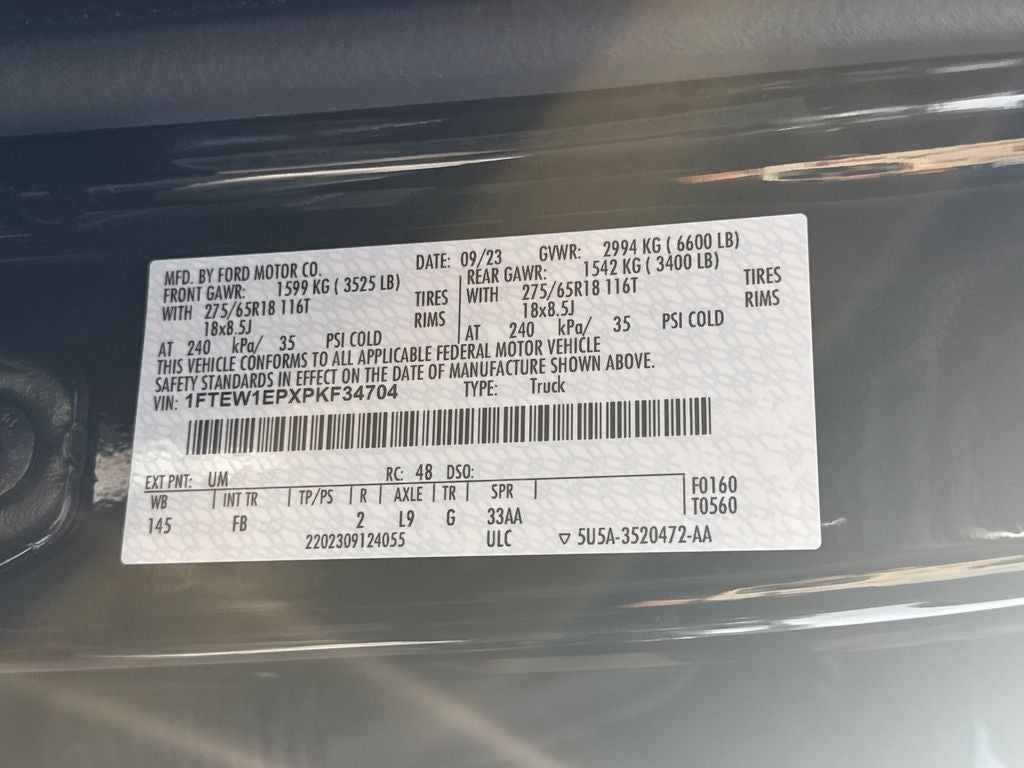 MFD. BY FORD MOTOR CO. DATE: 09/23 GVWR: 2994 KG ( 6600 LB)
FRONT GAWR: 1599 KG ( 3525 LB) REAR GAWR: 1542 KG ( 3400 LB)
WITH 275/65R18 116T TIRES WITH 275/65R18 116T TIRES
18x8.5J RIMS 18x8.5J RIMS
AT 240 kPa/ 35 PSI COLD AT 240 kPa/ 35 PSI COLD
THIS VEHICLE CONFORMS TO ALL APPLICABLE FEDERAL MOTOR VEHICLE
SAFETY STANDARDS IN EFFECT ON THE DATE OF MANUFACTURE SHOWN ABOVE.
VIN: 1FTEW1EPXPKF34704 TYPE: Truck
EXT PNT: UM RC: 48 DSO:
WB INT TR TP/PS R AXLE TR SPR F0160
145 FB 2 L9 G 33AA T0560
2202309124055 ULC ▽ 5U5A-3520472-AA